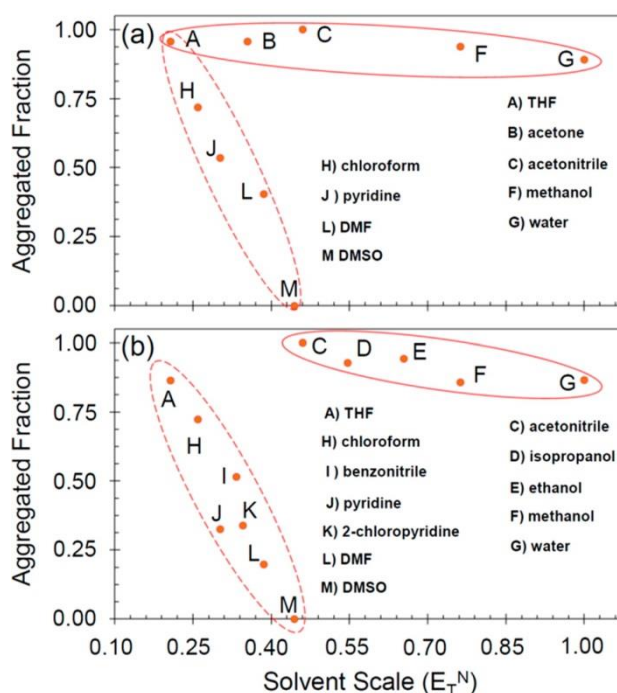 (a)
Aggregated Fraction
1.00
0.75
0.50
0.25
0.00
A
B
C
F
G
H
J
L
M
H) chloroform
J ) pyridine
L) DMF
M DMSO
A) THF
B) acetone
C) acetonitrile
F) methanol
G) water
(b)
Aggregated Fraction
1.00
0.75
0.50
0.25
0.00
C
D
E
F
G
A
H
I
J
K
L
M
A) THF
H) chloroform
I ) benzonitrile
J) pyridine
K) 2-chloropyridine
L) DMF
M) DMSO
C) acetonitrile
D) isopropanol
E) ethanol
F) methanol
G) water
0.10 0.25 0.40 0.55 0.70 0.85 1.00
Solvent Scale (E_T^N)